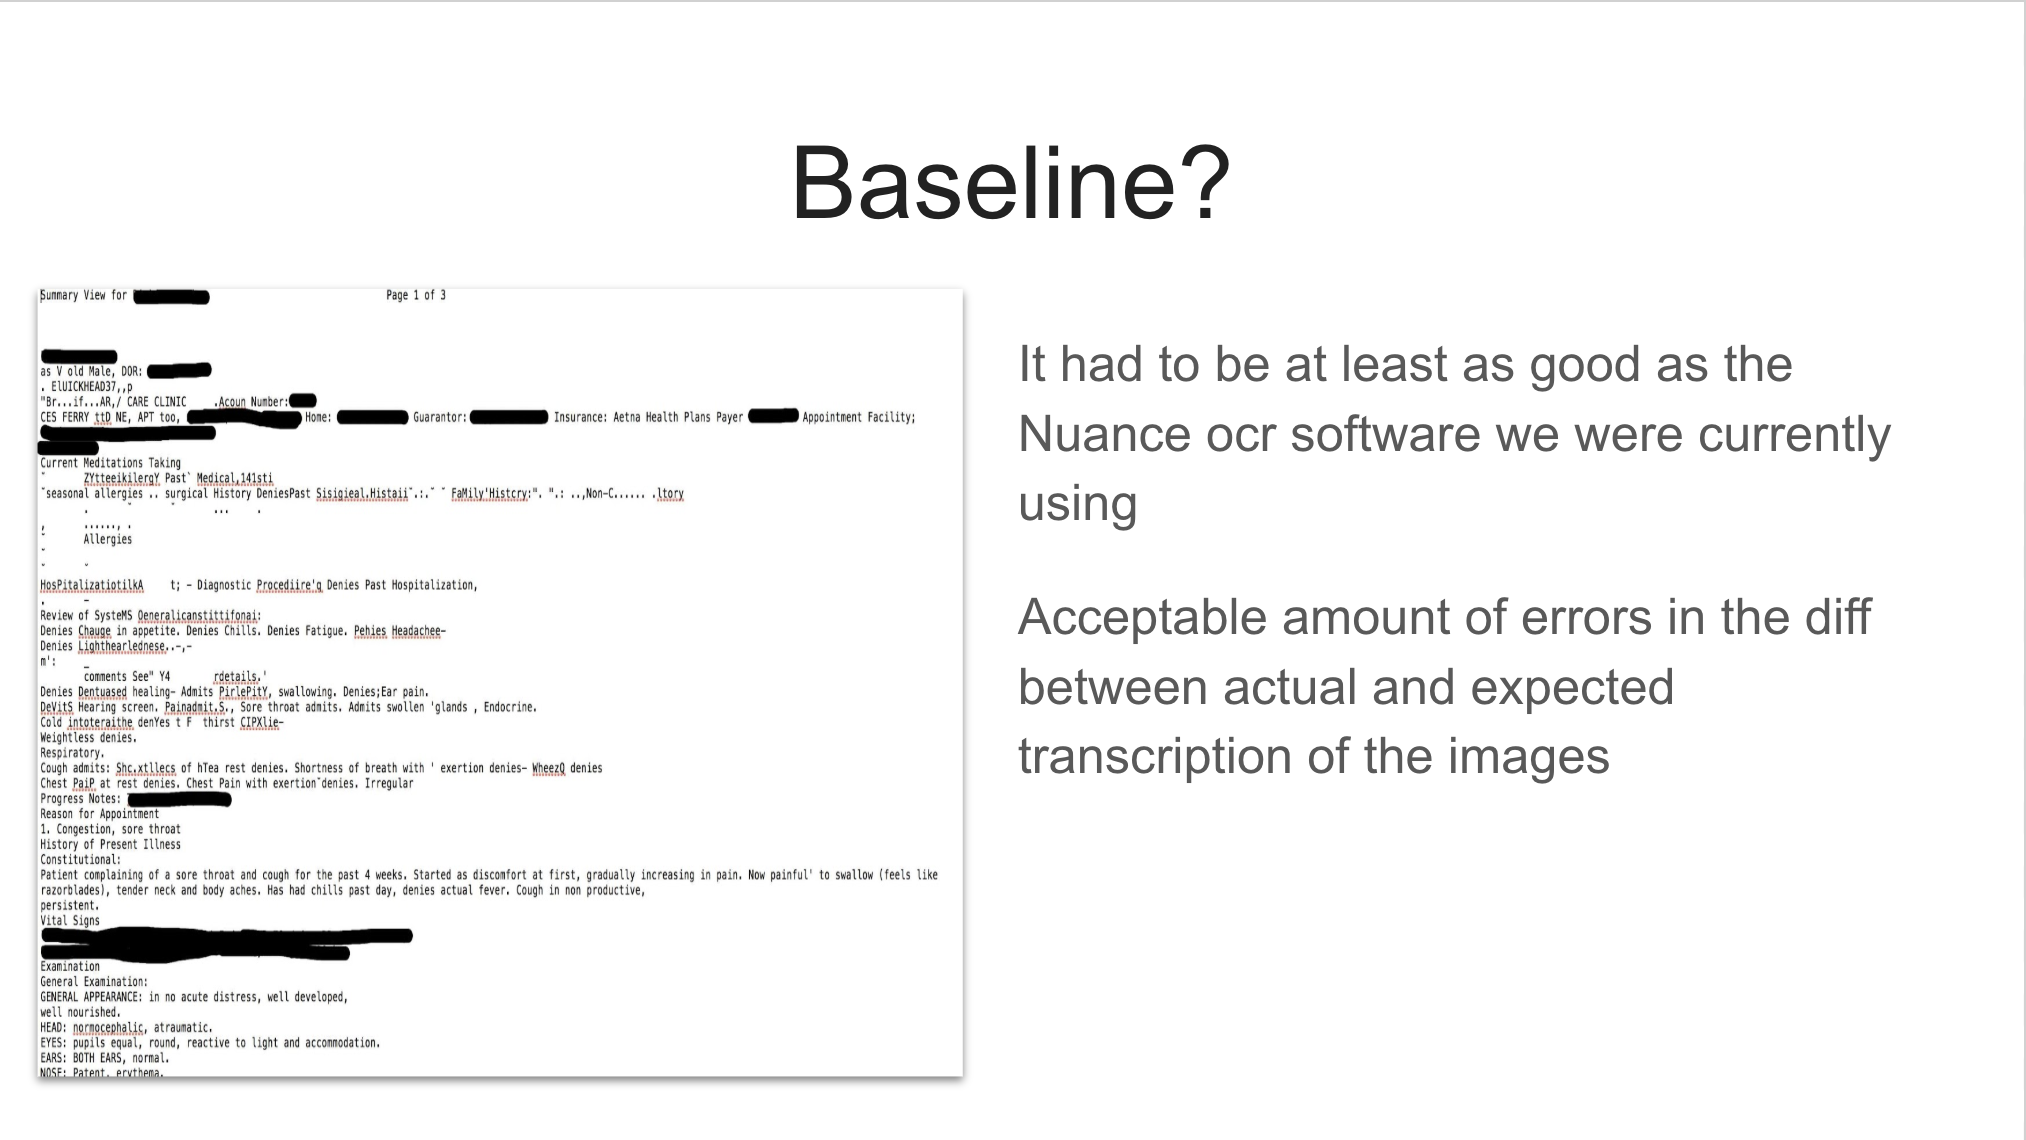 Baseline?
Summary View for Page 1 of 3
as V old Male, DOR:
. ElUICKHEAD37,,p
"Br...if...AR,/ CARE CLINIC .Acoun Number:
CES FERRY ttD NE, APT too, Home: Guarantor: Insurance: Aetna Health Plans Payer Appointment Facility;
Current Meditations Taking
ZYtteeikilergY Past` Medical,141sti
˜seasonal allergies .. surgical History DeniesPast Sisigieal.Histaii˜.:.˜ ˜ FaMily'Histcry:". ".: ..,Non-C...... .ltory
. ˜ ˜ ... .
, ......, .
Allergies
HosPitalizatiotilkA t; – Diagnostic Procediire'g Denies Past Hospitalization,
. –
Review of SysteMS Oeneralicanstittifonai:
Denies Chauge in appetite. Denies Chills. Denies Fatigue. Pehies Headachee–
Denies Lighthearlednese..–,–
m': _
comments See" Y4 rdetails.'
Denies Dentuased healing– Admits PirlePitY, swallowing. Denies;Ear pain.
DeVitS Hearing screen. Painadmit.S., Sore throat admits. Admits swollen 'glands , Endocrine.
Cold intoteraithe denYes t F thirst CIPXlie–
Weightless denies.
Respiratory.
Cough admits: Shc.xtllecs of hTea rest denies. Shortness of breath with ' exertion denies– WheezQ denies
Chest PaiP at rest denies. Chest Pain with exertion˜denies. Irregular
Progress Notes:
Reason for Appointment
1. Congestion, sore throat
History of Present Illness
Constitutional:
Patient complaining of a sore throat and cough for the past 4 weeks. Started as discomfort at first, gradually increasing in pain. Now painful' to swallow (feels like
razorblades), tender neck and body aches. Has had chills past day, denies actual fever. Cough in non productive,
persistent.
Vital Signs
Examination
General Examination:
GENERAL APPEARANCE: in no acute distress, well developed,
well nourished.
HEAD: normocephalic, atraumatic.
EYES: pupils equal, round, reactive to light and accommodation.
EARS: BOTH EARS, normal.
NOSE: Patent, erythema.
It had to be at least as good as the
Nuance ocr software we were currently
using
Acceptable amount of errors in the diff
between actual and expected
transcription of the images